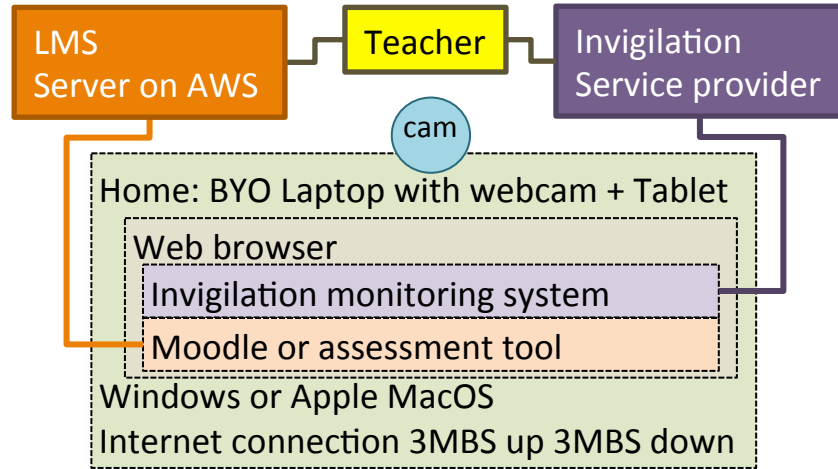 LMS
Server on AWS
Teacher
Invigilation
Service provider
cam
Home: BYO Laptop with webcam + Tablet
Web browser
Invigilation monitoring system
Moodle or assessment tool
Windows or Apple MacOS
Internet connection 3MBS up 3MBS down